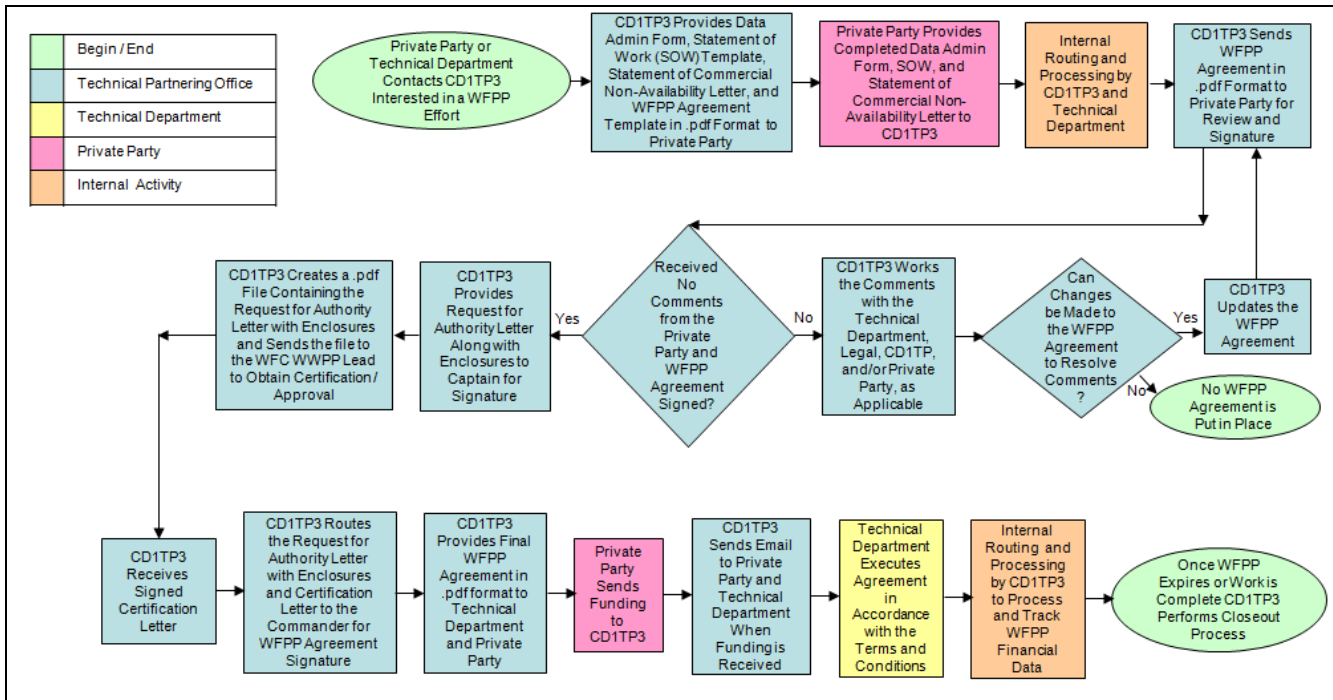 Begin / End
Technical Partnering Office
Technical Department
Private Party
Internal Activity
Private Party or
Technical Department
Contacts CD1TP3
Interested in a WFPP
Effort
CD1TP3 Provides Data
Admin Form, Statement of
Work (SOW) Template,
Statement of Commercial
Non-Availability Letter, and
WFPP Agreement
Template in .pdf Format to
Private Party
Private Party Provides
Completed Data Admin
Form, SOW, and
Statement of
Commercial Non-
Availability Letter to
CD1TP3
Internal
Routing and
Processing by
CD1TP3 and
Technical
Department
CD1TP3 Sends
WFPP
Agreement in
.pdf Format to
Private Party for
Review and
Signature
CD1TP3 Creates a .pdf
File Containing the
Request for Authority
Letter with Enclosures
and Sends the file to
the WFC WWPP Lead
to Obtain Certification /
Approval
CD1TP3
Provides
Request for
Authority Letter
Along with
Enclosures to
Captain for
Signature
Yes
Received
No
Comments
from the
Private
Party and
WFPP
Agreement
Signed?
No
CD1TP3 Works
the Comments
with the
Technical
Department,
Legal, CD1TP,
and/or Private
Party, as
Applicable
Can
Changes
be Made to
the WFPP
Agreement
to Resolve
Comments
?
Yes
CD1TP3
Updates the
WFPP
Agreement
No
No WFPP
Agreement is
Put in Place
CD1TP3
Receives
Signed
Certification
Letter
CD1TP3 Routes
the Request for
Authority Letter
with Enclosures
and Certification
Letter to the
Commander for
WFPP Agreement
Signature
CD1TP3
Provides Final
WFPP
Agreement in
.pdf format to
Technical
Department
and Private
Party
Private
Party
Sends
Funding
to
CD1TP3
CD1TP3
Sends Email to
Private Party and
Technical
Department
When
Funding is
Received
Technical
Department
Executes
Agreement
in
Accordance
with the
Terms and
Conditions
Internal
Routing and
Processing
by CD1TP3
to Process
and Track
WFPP
Financial
Data
Once WFPP
Expires or Work is
Complete CD1TP3
Performs Closeout
Process